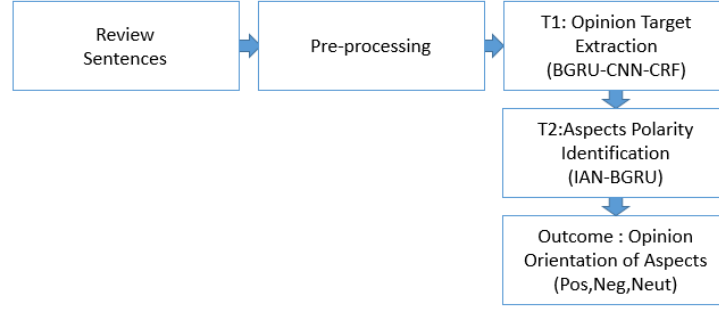 Review
Sentences
Pre-processing
T1: Opinion Target
Extraction
(BGRU-CNN-CRF)
T2:Aspects Polarity
Identification
(IAN-BGRU)
Outcome : Opinion
Orientation of Aspects
(Pos,Neg,Neut)